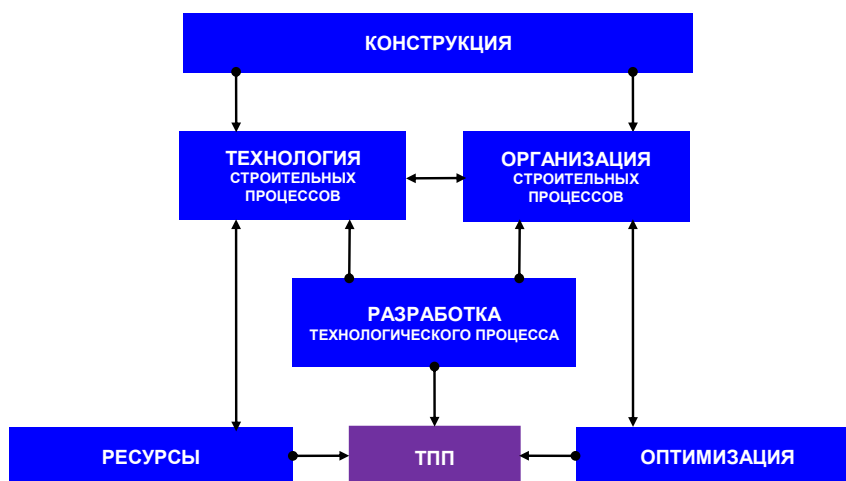 КОНСТРУКЦИЯ
ТЕХНОЛОГИЯ
СТРОИТЕЛЬНЫХ
ПРОЦЕССОВ
ОРГАНИЗАЦИЯ
СТРОИТЕЛЬНЫХ
ПРОЦЕССОВ
РАЗРАБОТКА
ТЕХНОЛОГИЧЕСКОГО ПРОЦЕССА
РЕСУРСЫ
ТПП
ОПТИМИЗАЦИЯ